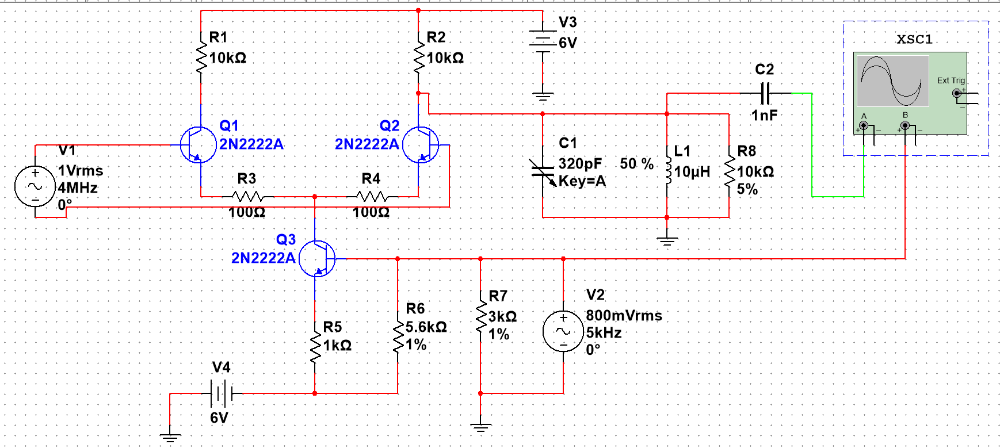 R1
10kΩ
R2
10kΩ
V3
6V
XSC1
Ext Trig
+
−
A
B
+
−
+
−
C2
1nF
Q1
2N2222A
Q2
2N2222A
V1
1Vrms
4MHz
0°
+
−
C1
320pF 50 %
Key=A
L1
10µH
R8
10kΩ
5%
R3
100Ω
R4
100Ω
Q3
2N2222A
R5
1kΩ
R6
5.6kΩ
1%
R7
3kΩ
1%
V2
800mVrms
5kHz
0°
+
−
V4
6V